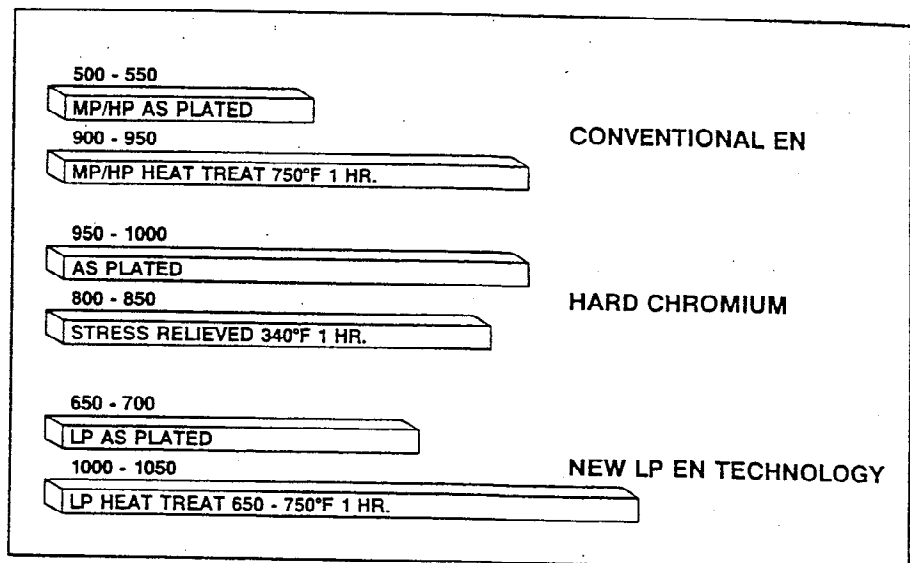 500 - 550
MP/HP AS PLATED
900 - 950
MP/HP HEAT TREAT 750°F 1 HR.
CONVENTIONAL EN
950 - 1000
AS PLATED
800 - 850
STRESS RELIEVED 340°F 1 HR.
HARD CHROMIUM
650 - 700
LP AS PLATED
1000 - 1050
LP HEAT TREAT 650 - 750°F 1 HR.
NEW LP EN TECHNOLOGY